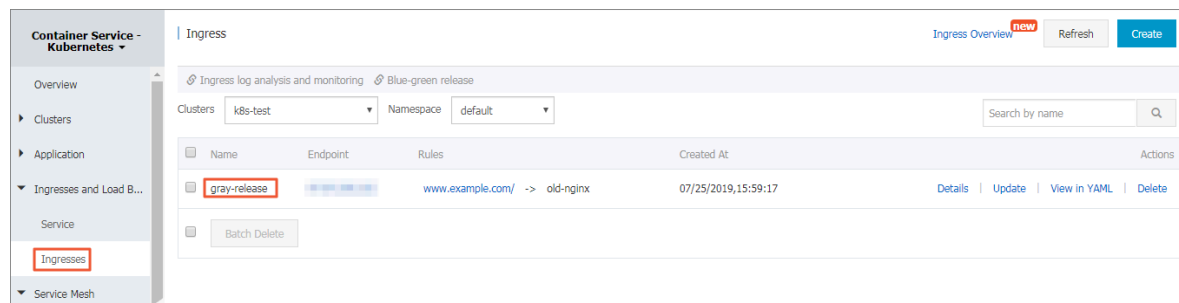 Container Service -
Kubernetes
Overview
Clusters
Application
Ingresses and Load B...
Service
Ingresses
Service Mesh
Ingress
Ingress Overview new
Refresh
Create
Ingress log analysis and monitoring Blue-green release
Clusters k8s-test Namespace default
Search by name
Name Endpoint Rules Created At Actions
gray-release www.example.com/ -> old-nginx 07/25/2019,15:59:17 Details | Update | View in YAML | Delete
Batch Delete